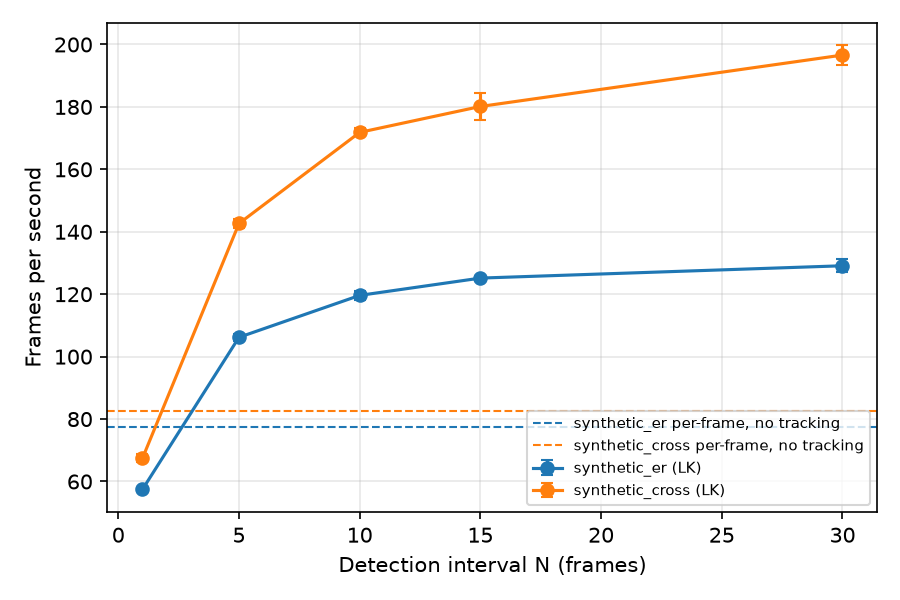 200
180
160
140
120
100
80
60
Frames per second
synthetic_er per-frame, no tracking
synthetic_cross per-frame, no tracking
synthetic_er (LK)
synthetic_cross (LK)
0 5 10 15 20 25 30
Detection interval N (frames)